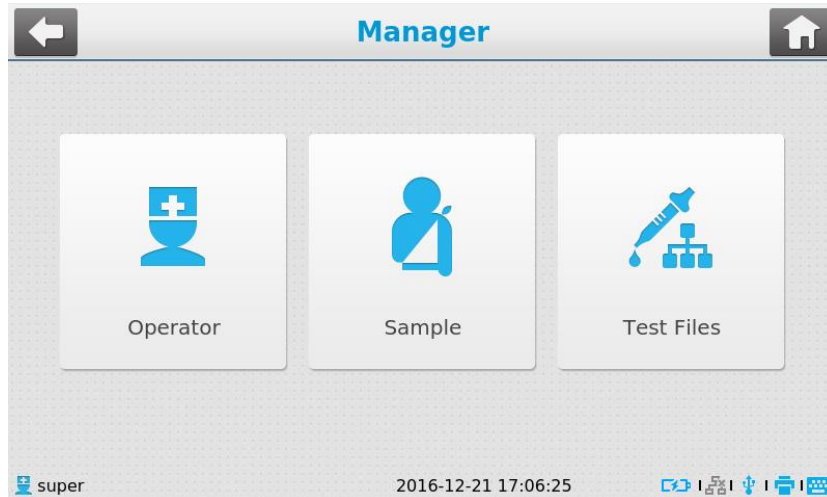 Manager
Operator
Sample
Test Files
super
2016-12-21 17:06:25